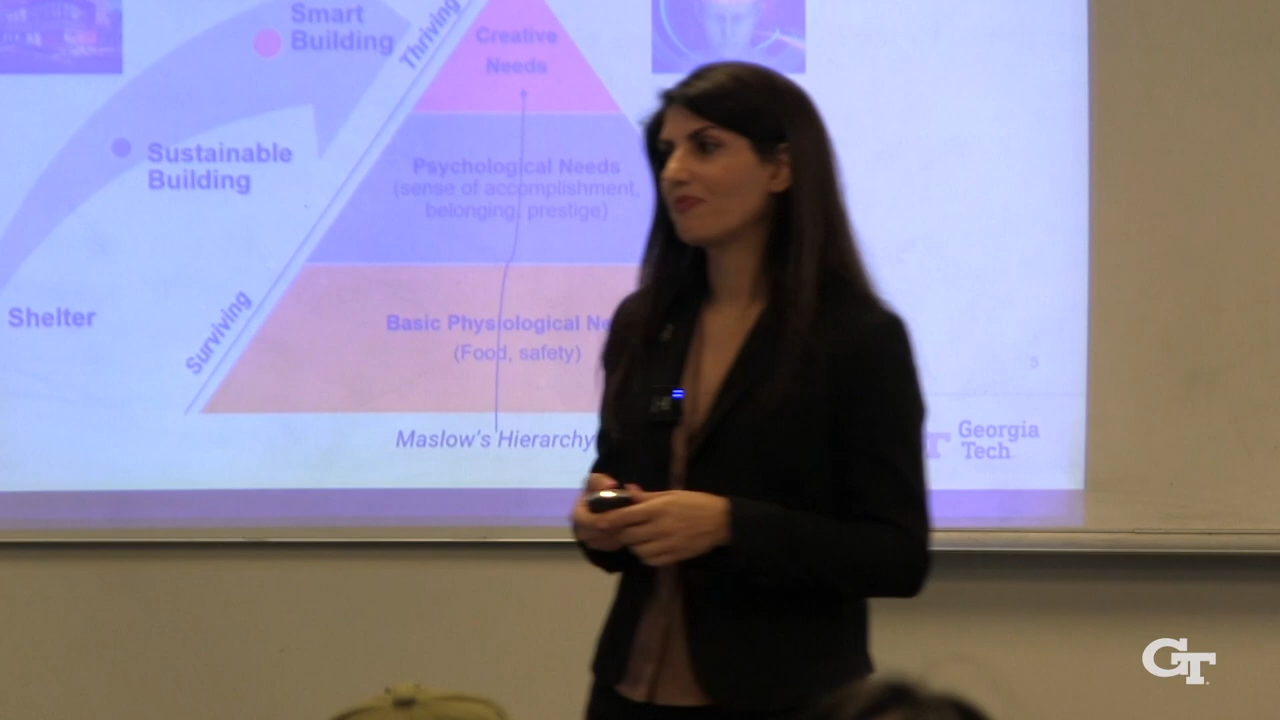 Smart
Building
Thriving
Creative
Needs
Sustainable
Building
Psychological Needs
(sense of accomplishment,
belonging, prestige)
Shelter
Surviving
Basic Physiological
(Food, safety)
Maslow's Hierarchy
5
Georgia
Tech
GT